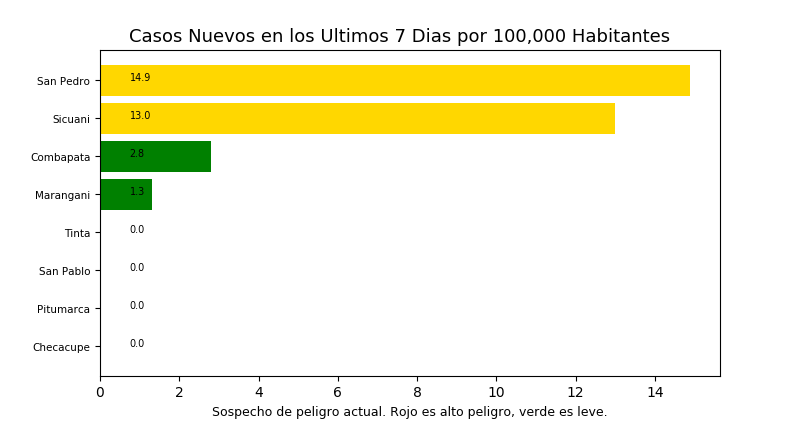 Casos Nuevos en los Ultimos 7 Dias por 100,000 Habitantes
San Pedro 14.9
Sicuani 13.0
Combapata 2.8
Marangani 1.3
Tinta 0.0
San Pablo 0.0
Pitumarca 0.0
Checacupe 0.0
0 2 4 6 8 10 12 14
Sospecho de peligro actual. Rojo es alto peligro, verde es leve.